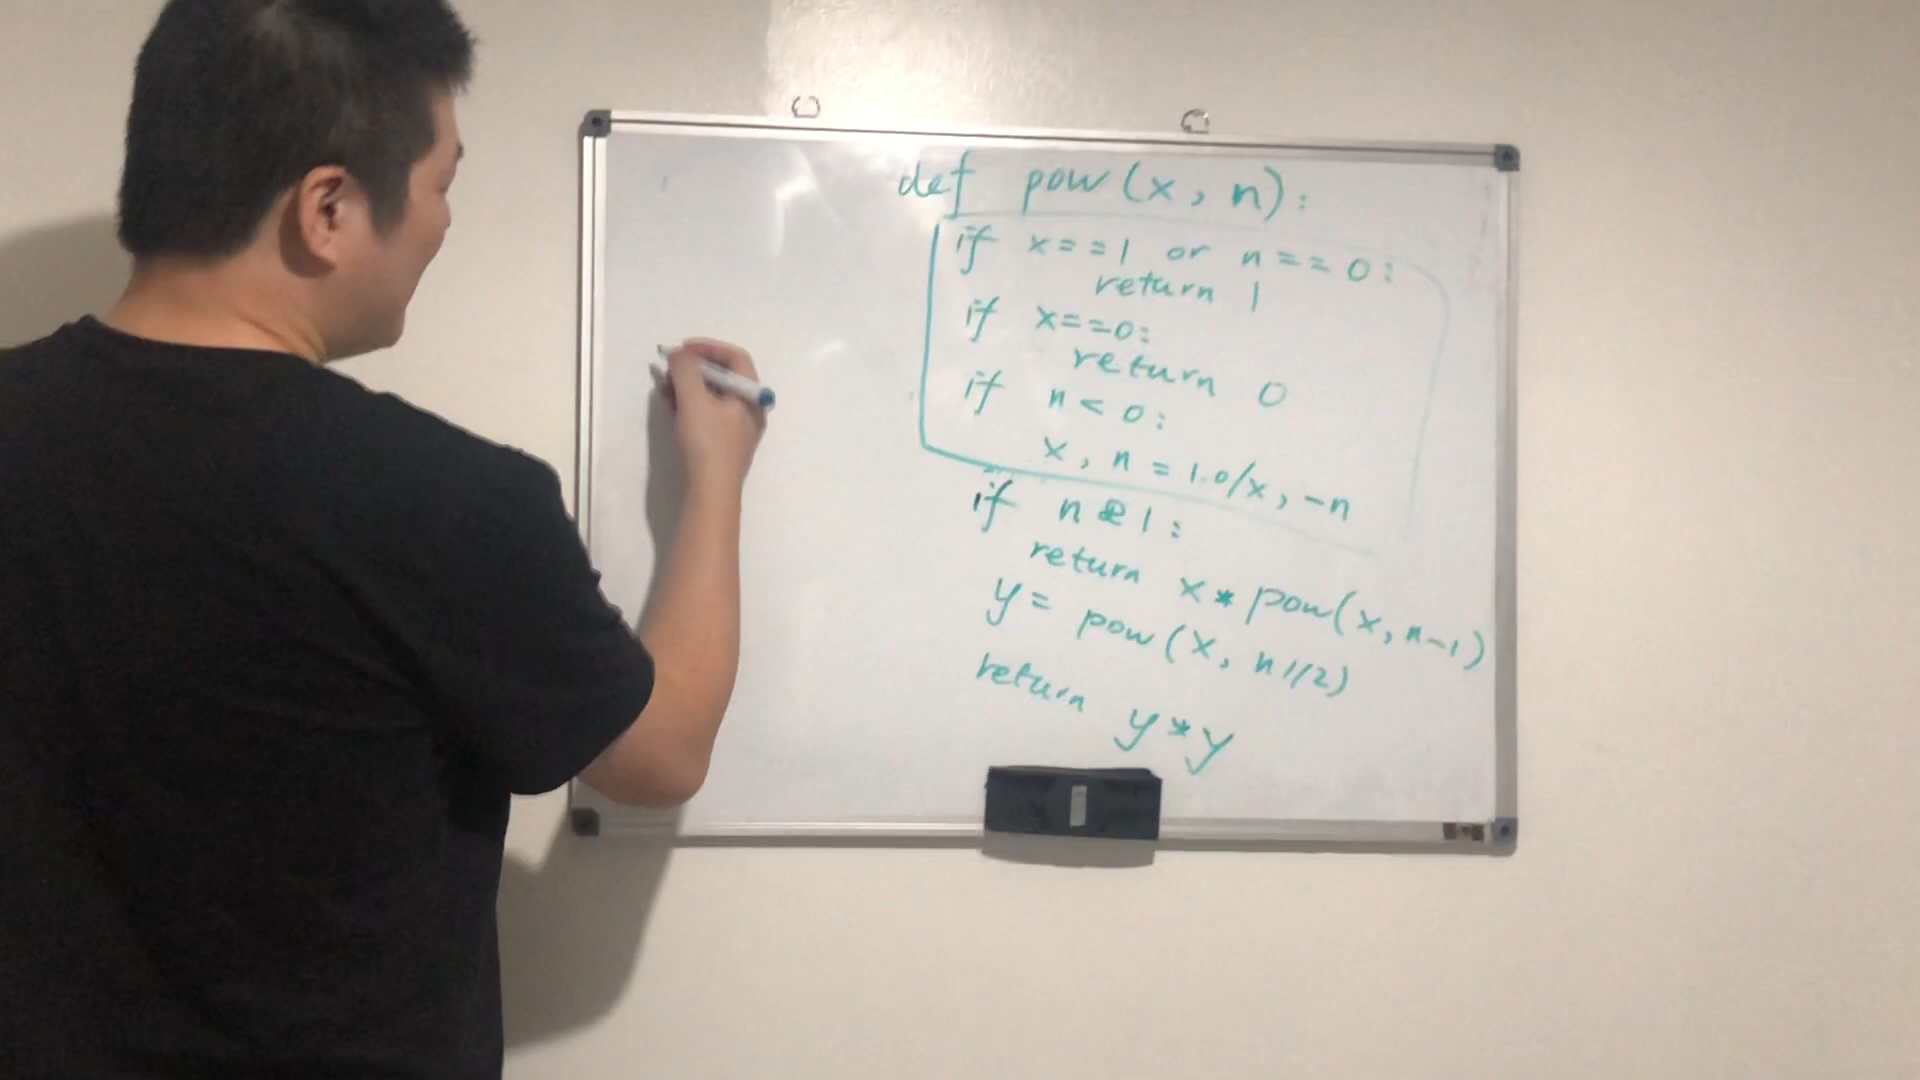 def pow(x, n):
if x==1 or n==0:
return 1
if x==0:
return 0
if n<0:
x, n = 1.0/x, -n
if n&1:
return x*pow(x, n-1)
y = pow(x, n//2)
return y*y